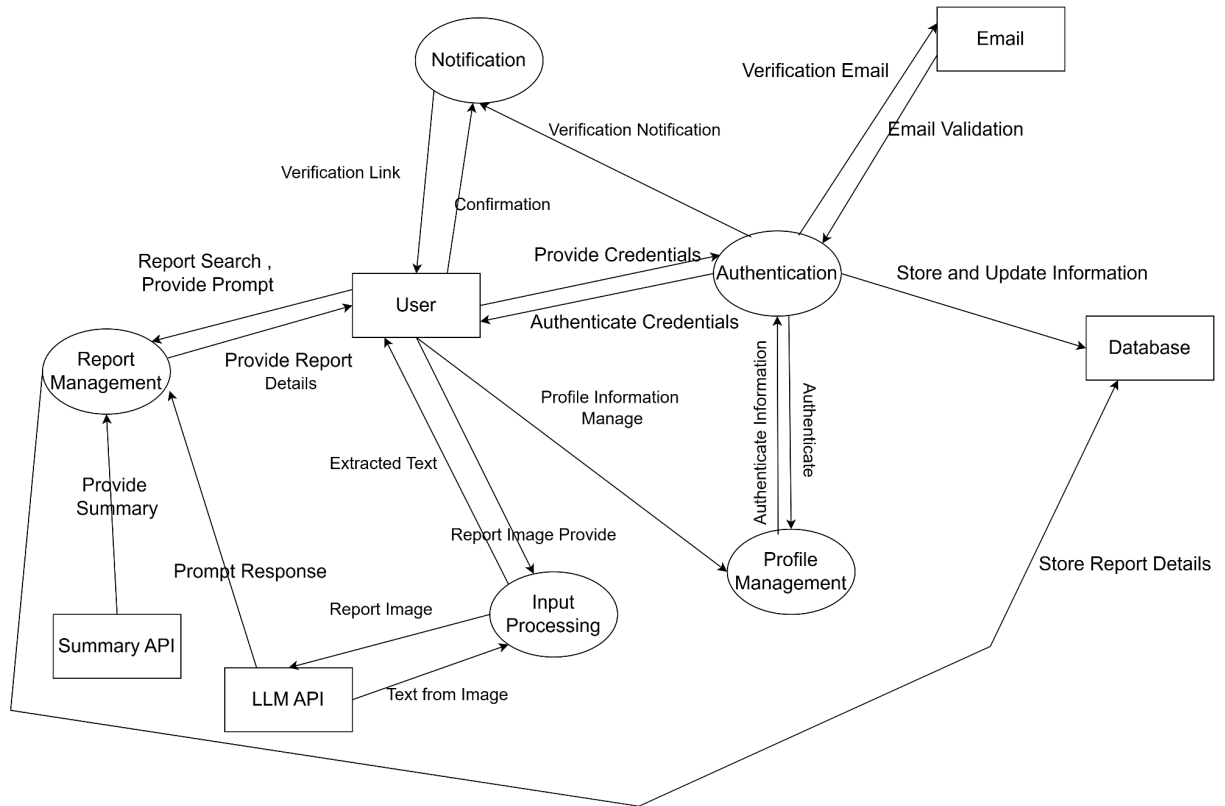 Email
Notification
Verification Email
Verification Notification
Email Validation
Verification Link
Confirmation
Report Search ,
Provide Prompt
Provide Credentials
Authentication
Store and Update Information
User
Authenticate Credentials
Database
Report
Management
Provide Report
Details
Profile Information
Manage
Authenticate Information
Authenticate
Extracted Text
Provide
Summary
Report Image Provide
Prompt Response
Profile
Management
Store Report Details
Report Image
Input
Processing
Summary API
LLM API
Text from Image